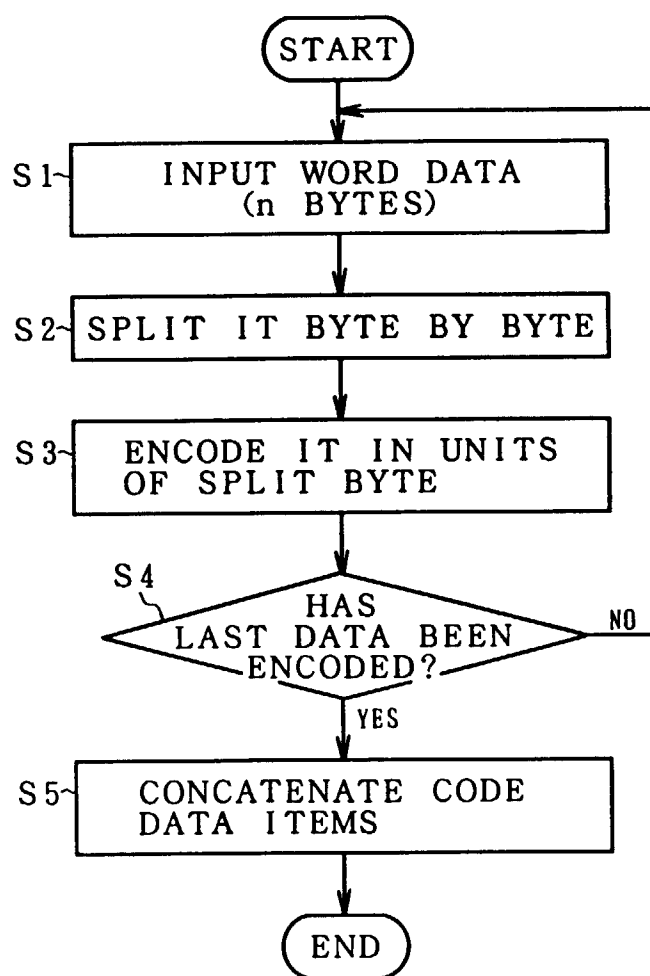 START
S1
INPUT WORD DATA
(n BYTES)
S2
SPLIT IT BYTE BY BYTE
S3
ENCODE IT IN UNITS
OF SPLIT BYTE
S4
HAS
LAST DATA BEEN
ENCODED?
NO
YES
S5
CONCATENATE CODE
DATA ITEMS
END